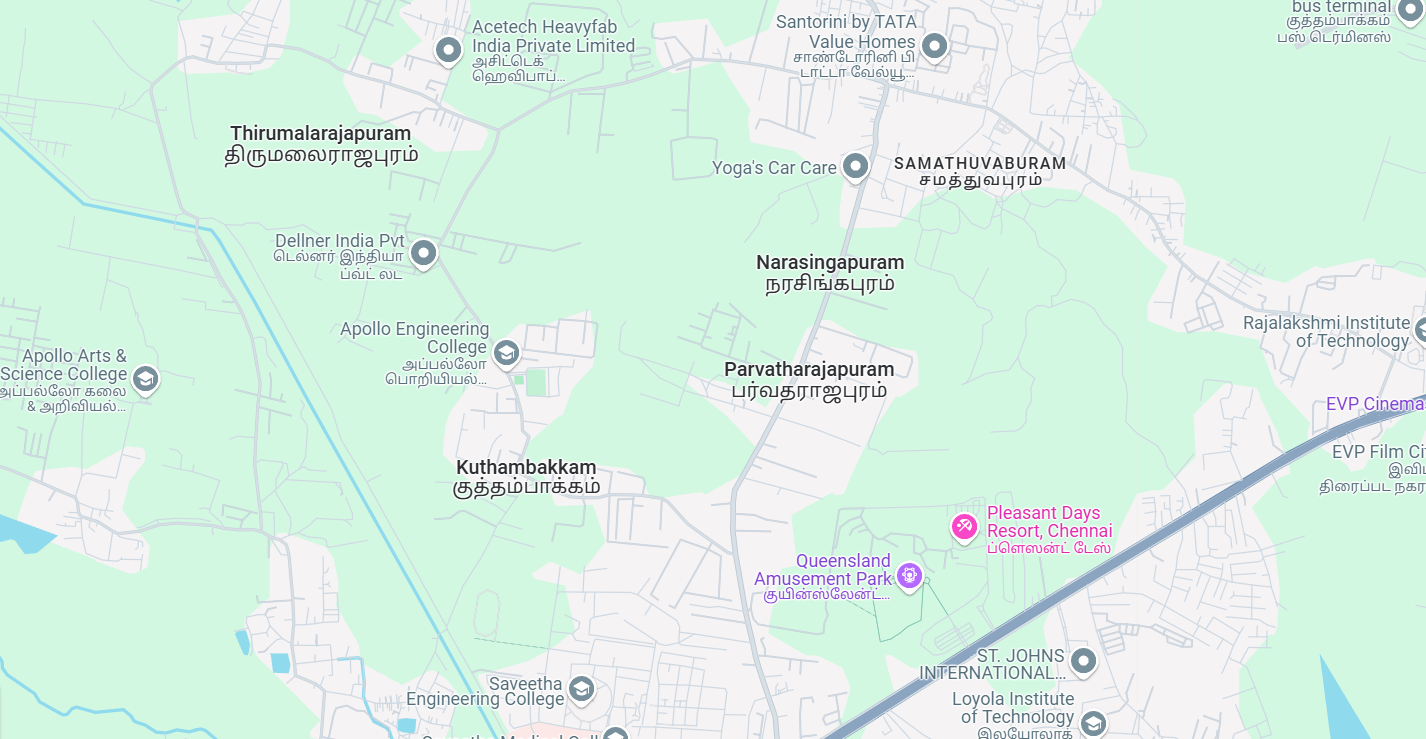 bus terminal
குத்தம்பாக்கம்
பஸ் டெர்மினஸ்
Acetech Heavyfab
India Private Limited
அசிட்டெக்
ஹெவிபாப்...
Santorini by TATA
Value Homes
சாண்டோரினி பி
டாட்டா வேல்யூ...
Thirumalarajapuram
திருமலைராஜபுரம்
Yoga's Car Care
SAMATHUVABURAM
சமத்துவபுரம்
Dellner India Pvt
டெல்னர் இந்தியா
ப்வ்ட் லட
Narasingapuram
நரசிங்கபுரம்
Apollo Engineering
College
அப்பல்லோ
பொறியியல்...
Rajalakshmi Institute
of Technology
Apollo Arts &
Science College
அப்பல்லோ கலை
& அறிவியல்...
Parvatharajapuram
பர்வதராஜபுரம்
EVP Cinemas
EVP Film Cit
இவி
திரைப்பட நகர
Kuthambakkam
குத்தம்பாக்கம்
Pleasant Days
Resort, Chennai
ப்ளெஸன்ட் டேஸ்
Queensland
Amusement Park
குயின்ஸ்லேன்ட்...
ST. JOHNS
INTERNATIONAL...
Saveetha
Engineering College
Loyola Institute
of Technology
இலயோலாக்